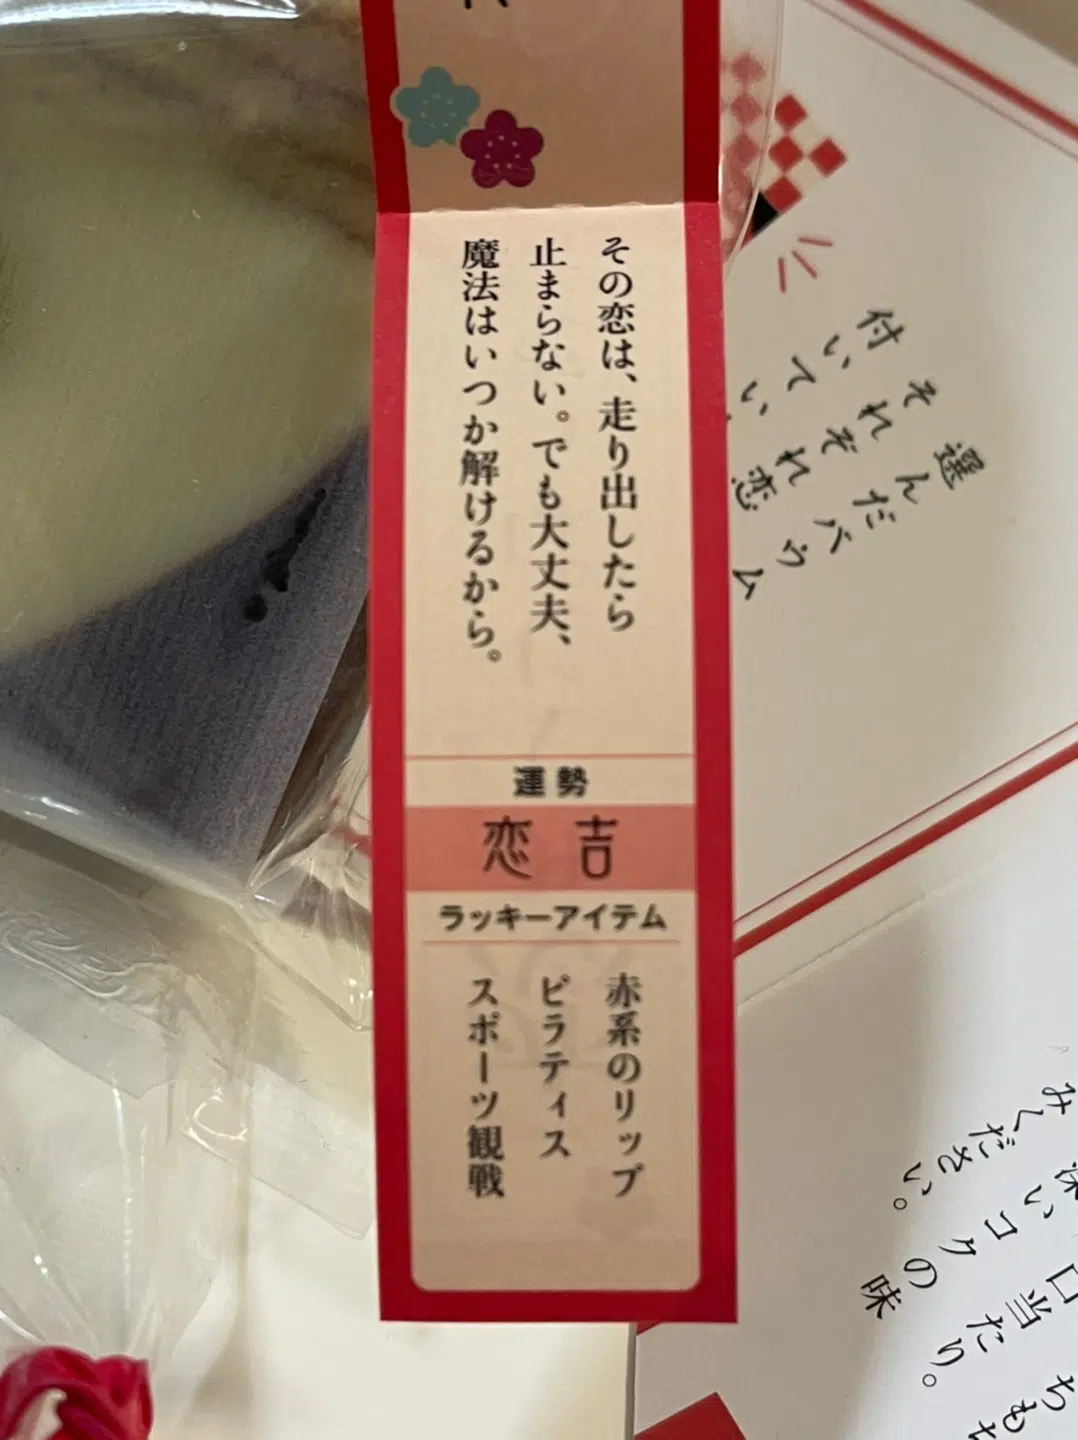 その恋は、走り出したら
止まらない。でも大丈夫、
魔法はいつか解けるから。
運勢
恋吉
ラッキーアイテム
赤系のリップ
ピラティス
スポーツ観戦
選んだバウム
それぞれ恋
付いてい
深い口当たり。
いコクの味
みください。